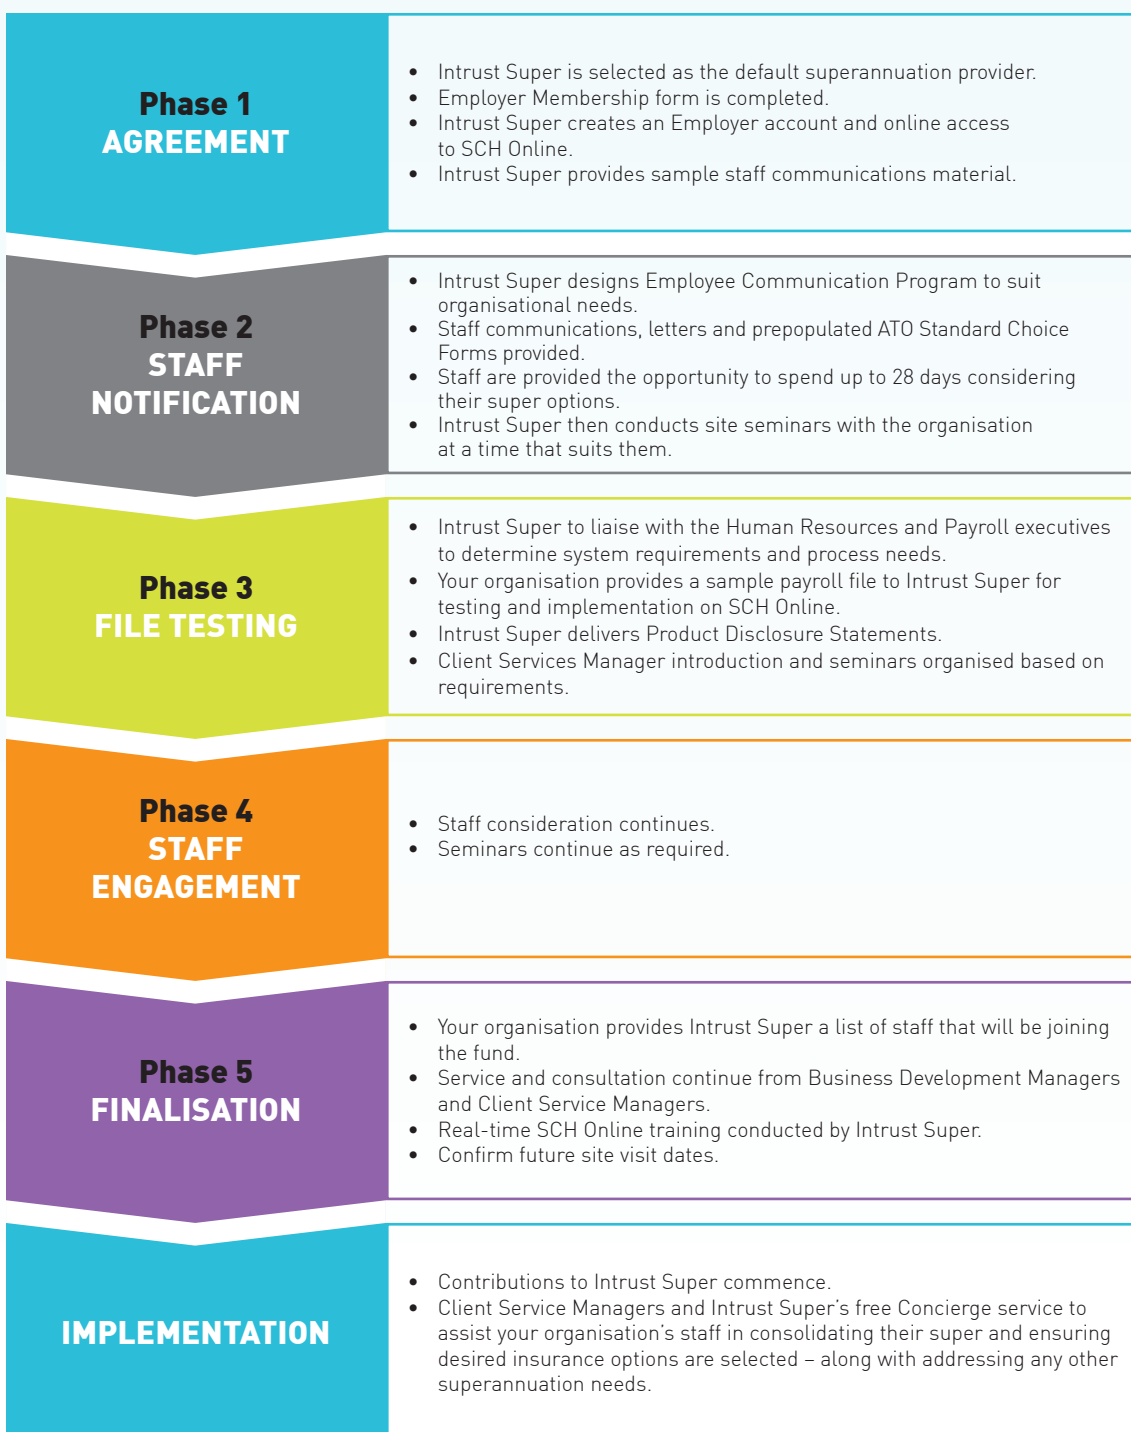 Phase 1
AGREEMENT
• Intrust Super is selected as the default superannuation provider.
• Employer Membership form is completed.
• Intrust Super creates an Employer account and online access
to SCH Online.
• Intrust Super provides sample staff communications material.
Phase 2
STAFF
NOTIFICATION
• Intrust Super designs Employee Communication Program to suit
organisational needs.
• Staff communications, letters and prepopulated ATO Standard Choice
Forms provided.
• Staff are provided the opportunity to spend up to 28 days considering
their super options.
• Intrust Super then conducts site seminars with the organisation
at a time that suits them.
Phase 3
FILE TESTING
• Intrust Super to liaise with the Human Resources and Payroll executives
to determine system requirements and process needs.
• Your organisation provides a sample payroll file to Intrust Super for
testing and implementation on SCH Online.
• Intrust Super delivers Product Disclosure Statements.
• Client Services Manager introduction and seminars organised based on
requirements.
Phase 4
STAFF
ENGAGEMENT
• Staff consideration continues.
• Seminars continue as required.
Phase 5
FINALISATION
• Your organisation provides Intrust Super a list of staff that will be joining
the fund.
• Service and consultation continue from Business Development Managers
and Client Service Managers.
• Real-time SCH Online training conducted by Intrust Super.
• Confirm future site visit dates.
IMPLEMENTATION
• Contributions to Intrust Super commence.
• Client Service Managers and Intrust Super’s free Concierge service to
assist your organisation’s staff in consolidating their super and ensuring
desired insurance options are selected – along with addressing any other
superannuation needs.